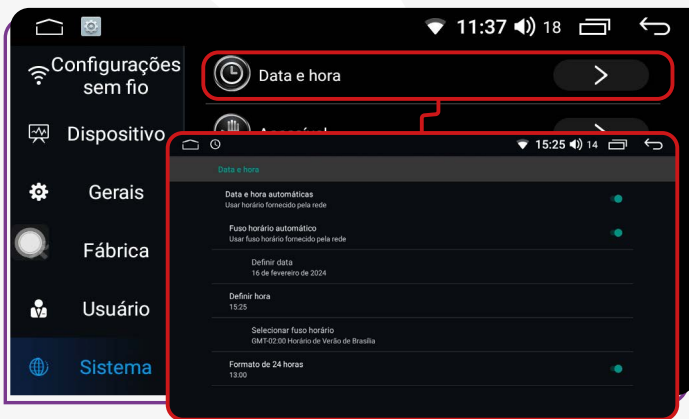 11:37 18
Configurações
sem fio
Data e hora
Dispositivo
Gerais
Fábrica
Usuário
Sistema
15:25 14
Data e hora
Data e hora automáticas
Usar horário fornecido pela rede
Fuso horário automático
Usar fuso horário fornecido pela rede
Definir data
16 de fevereiro de 2024
Definir hora
15:25
Selecionar fuso horário
GMT-02:00 Horário de Verão de Brasília
Formato de 24 horas
13:00